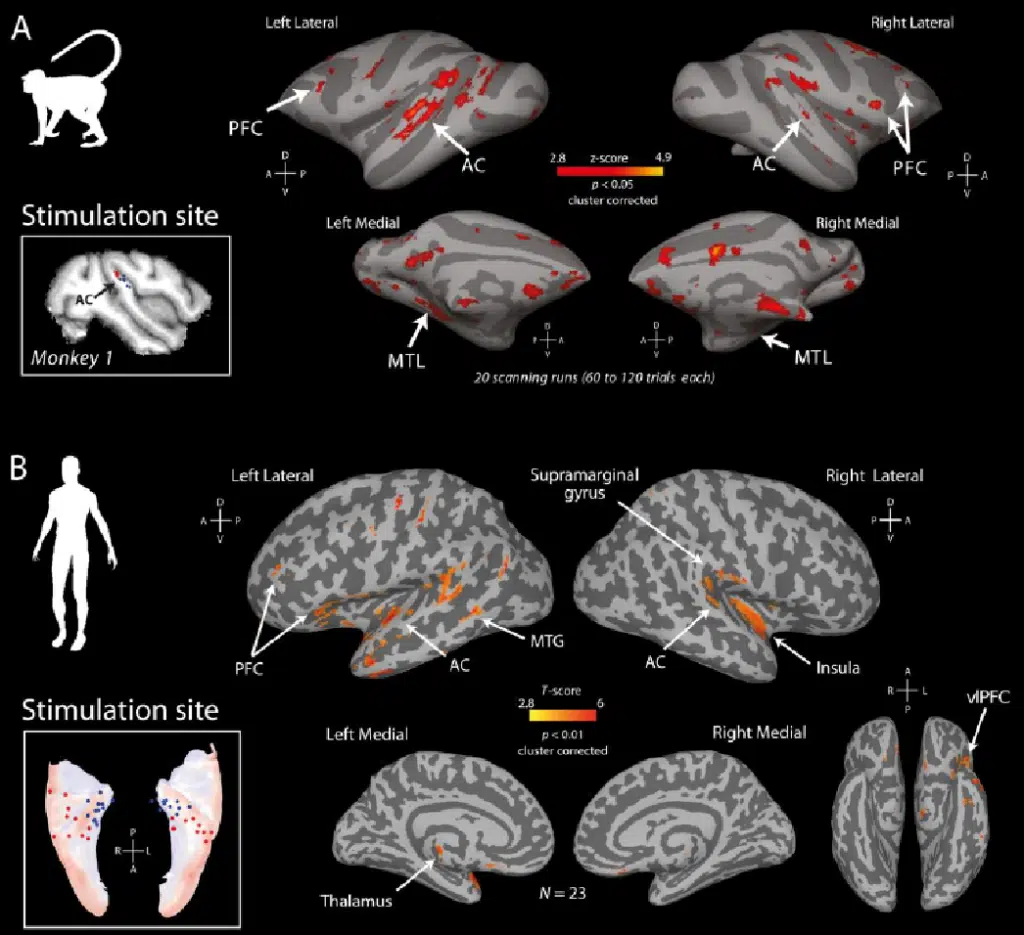 A
Left Lateral
Right Lateral
PFC
AC
D
A P
V
2.8 z-score 4.9
p < 0.05
cluster corrected
AC
PFC
D
P A
V
Stimulation site
AC
Monkey 1
Left Medial
Right Medial
MTL
D
P A
V
D
A P
V
MTL
20 scanning runs (60 to 120 trials each)
B
Left Lateral
D
A P
V
Supramarginal
gyrus
Right Lateral
D
P A
V
PFC
AC
MTG
AC
Insula
Stimulation site
P
R L
A
T-score
2.8 6
p < 0.01
cluster corrected
Left Medial
Right Medial
Thalamus
N = 23
A
R L
P
vlPFC